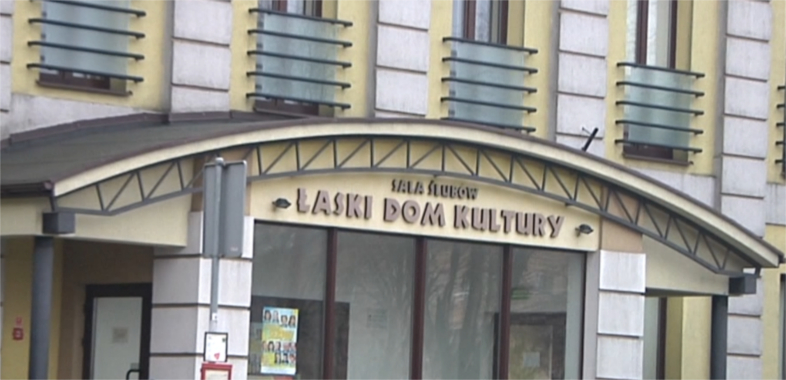 SALA ŚLUBÓW
ŁASKI DOM KULTURY